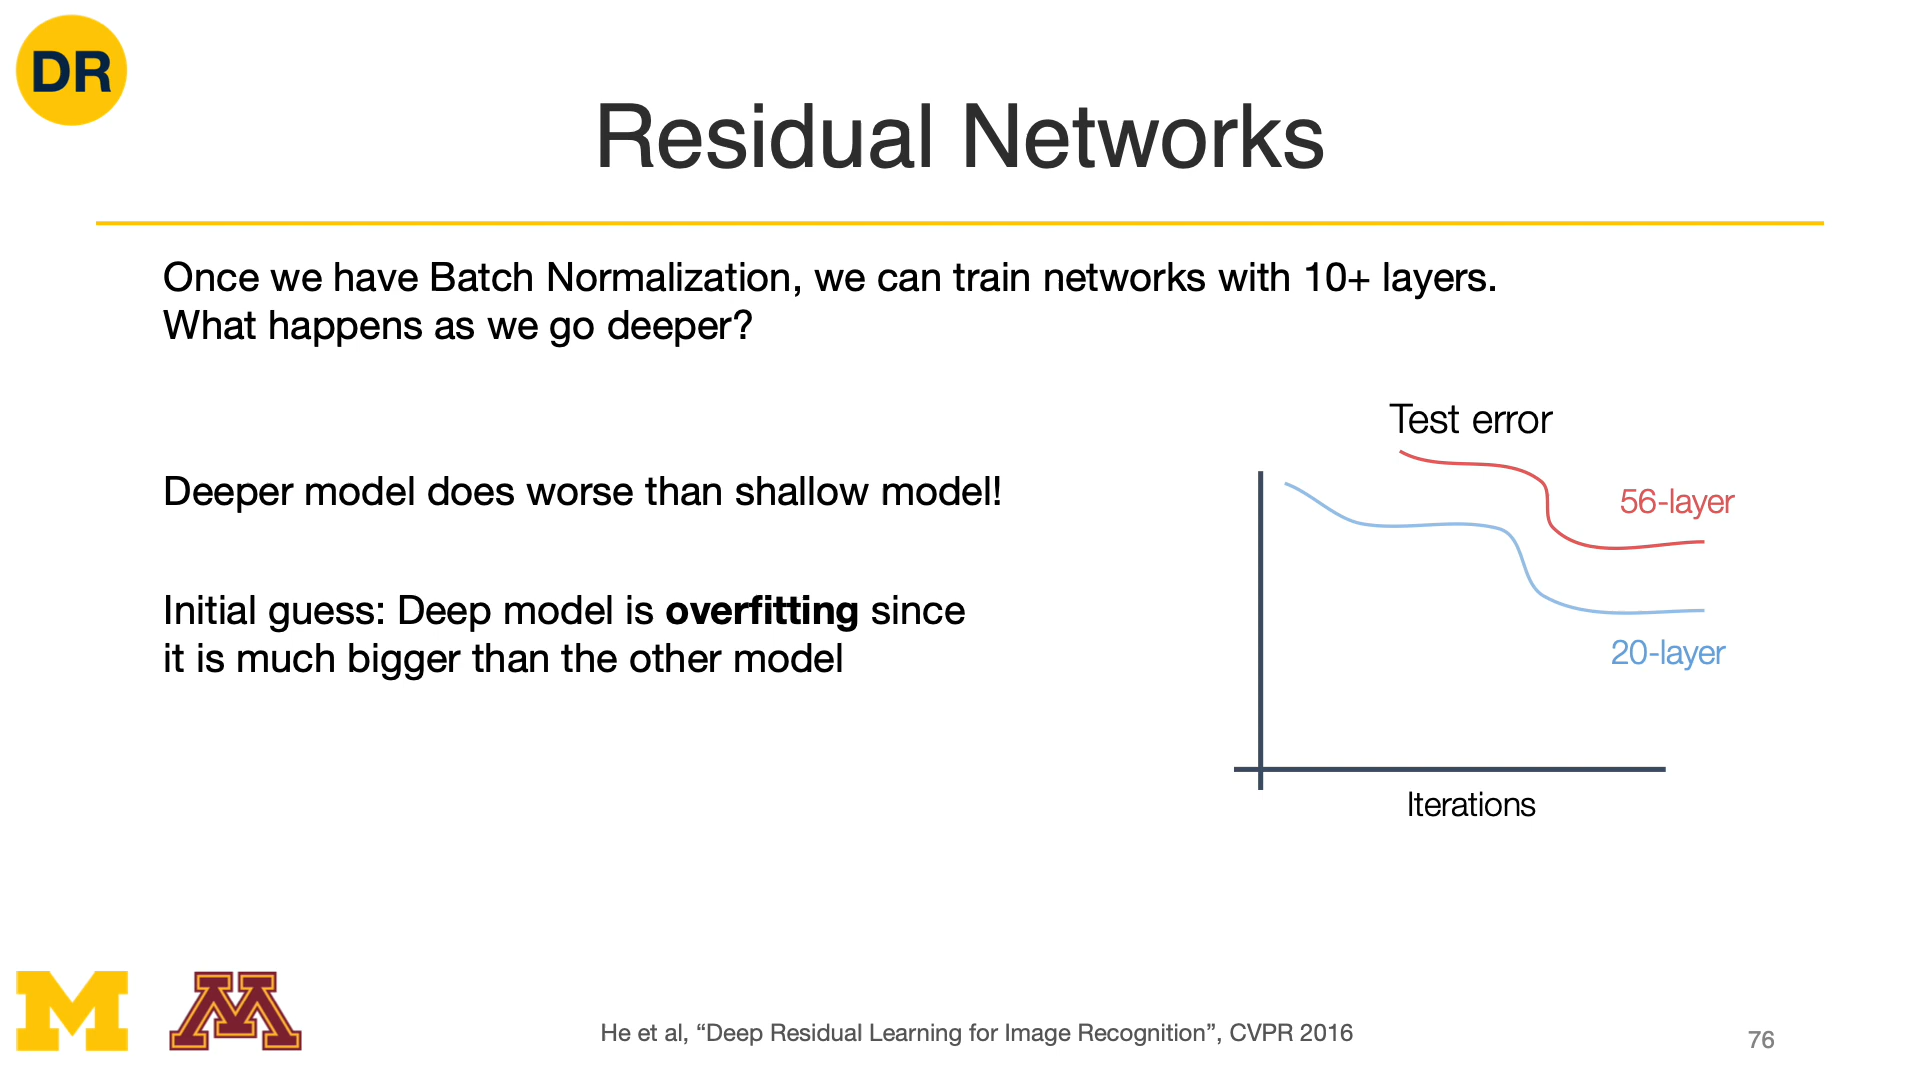 DR
Residual Networks
Once we have Batch Normalization, we can train networks with 10+ layers.
What happens as we go deeper?
Deeper model does worse than shallow model!
Initial guess: Deep model is overfitting since
it is much bigger than the other model
Test error
56-layer
20-layer
Iterations
M M
He et al, “Deep Residual Learning for Image Recognition”, CVPR 2016
76